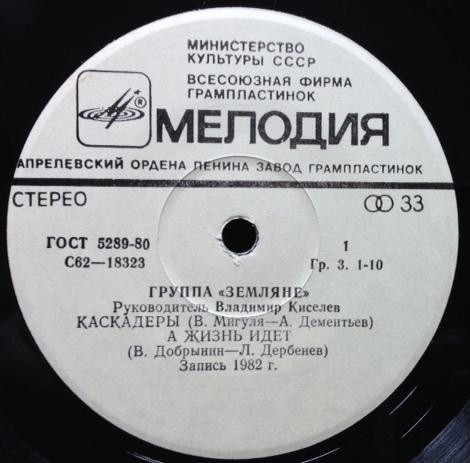 МИНИСТЕРСТВО
КУЛЬТУРЫ СССР
ВСЕСОЮЗНАЯ ФИРМА
ГРАМПЛАСТИНОК
®
МЕЛОДИЯ
АПРЕЛЕВСКИЙ ОРДЕНА ЛЕНИНА ЗАВОД ГРАМПЛАСТИНОК
СТЕРЕО
33
ГОСТ 5289-80
1
С62—18323
Гр. 3. 1-10
ГРУППА «ЗЕМЛЯНЕ»
Руководитель Владимир Киселев
КАСКАДЕРЫ (В. Мигуля—А. Дементьев)
А ЖИЗНЬ ИДЕТ
(В. Добрынин—Л. Дербенев)
Запись 1982 г.